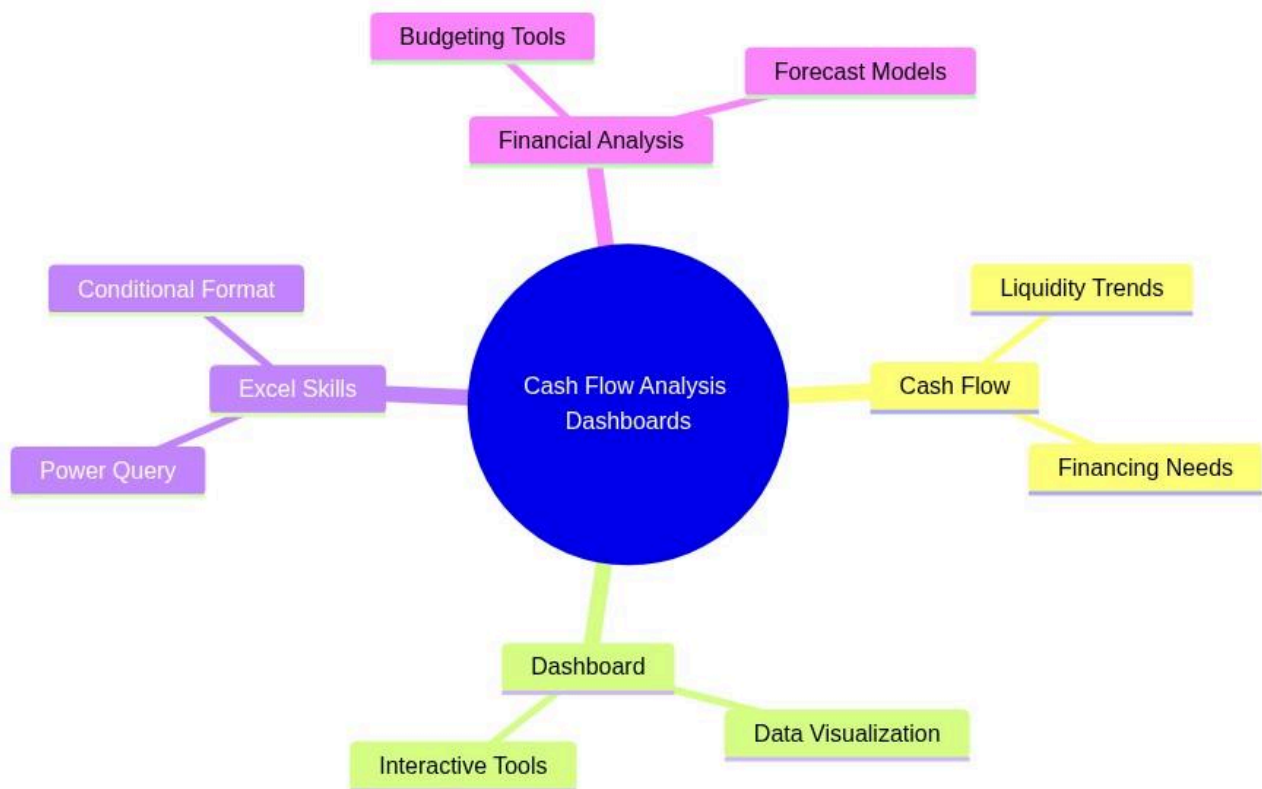 Budgeting Tools
Forecast Models
Financial Analysis
Conditional Format
Liquidity Trends
Excel Skills
Cash Flow Analysis
Dashboards
Cash Flow
Power Query
Financing Needs
Dashboard
Data Visualization
Interactive Tools